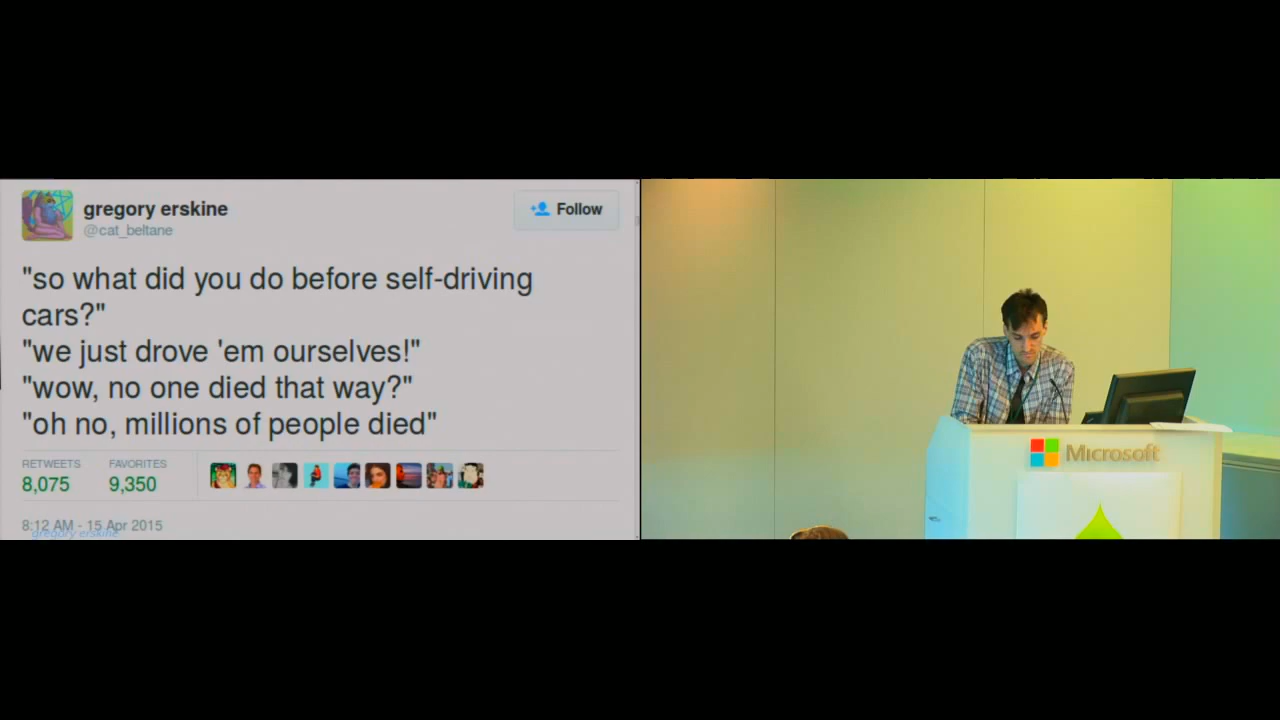 gregory erskine
@cat_beltane
Follow
"so what did you do before self-driving
cars?"
"we just drove 'em ourselves!"
"wow, no one died that way?"
"oh no, millions of people died"
RETWEETS FAVORITES
8,075 9,350
8:12 AM - 15 Apr 2015
gregory erskine
Microsoft